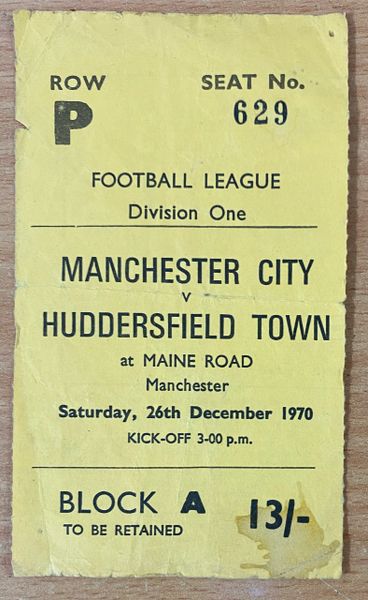 ROW SEAT No.
P 629
FOOTBALL LEAGUE
Division One
MANCHESTER CITY
v
HUDDERSFIELD TOWN
at MAINE ROAD
Manchester
Saturday, 26th December 1970
KICK-OFF 3-00 p.m.
BLOCK A 13/-
TO BE RETAINED